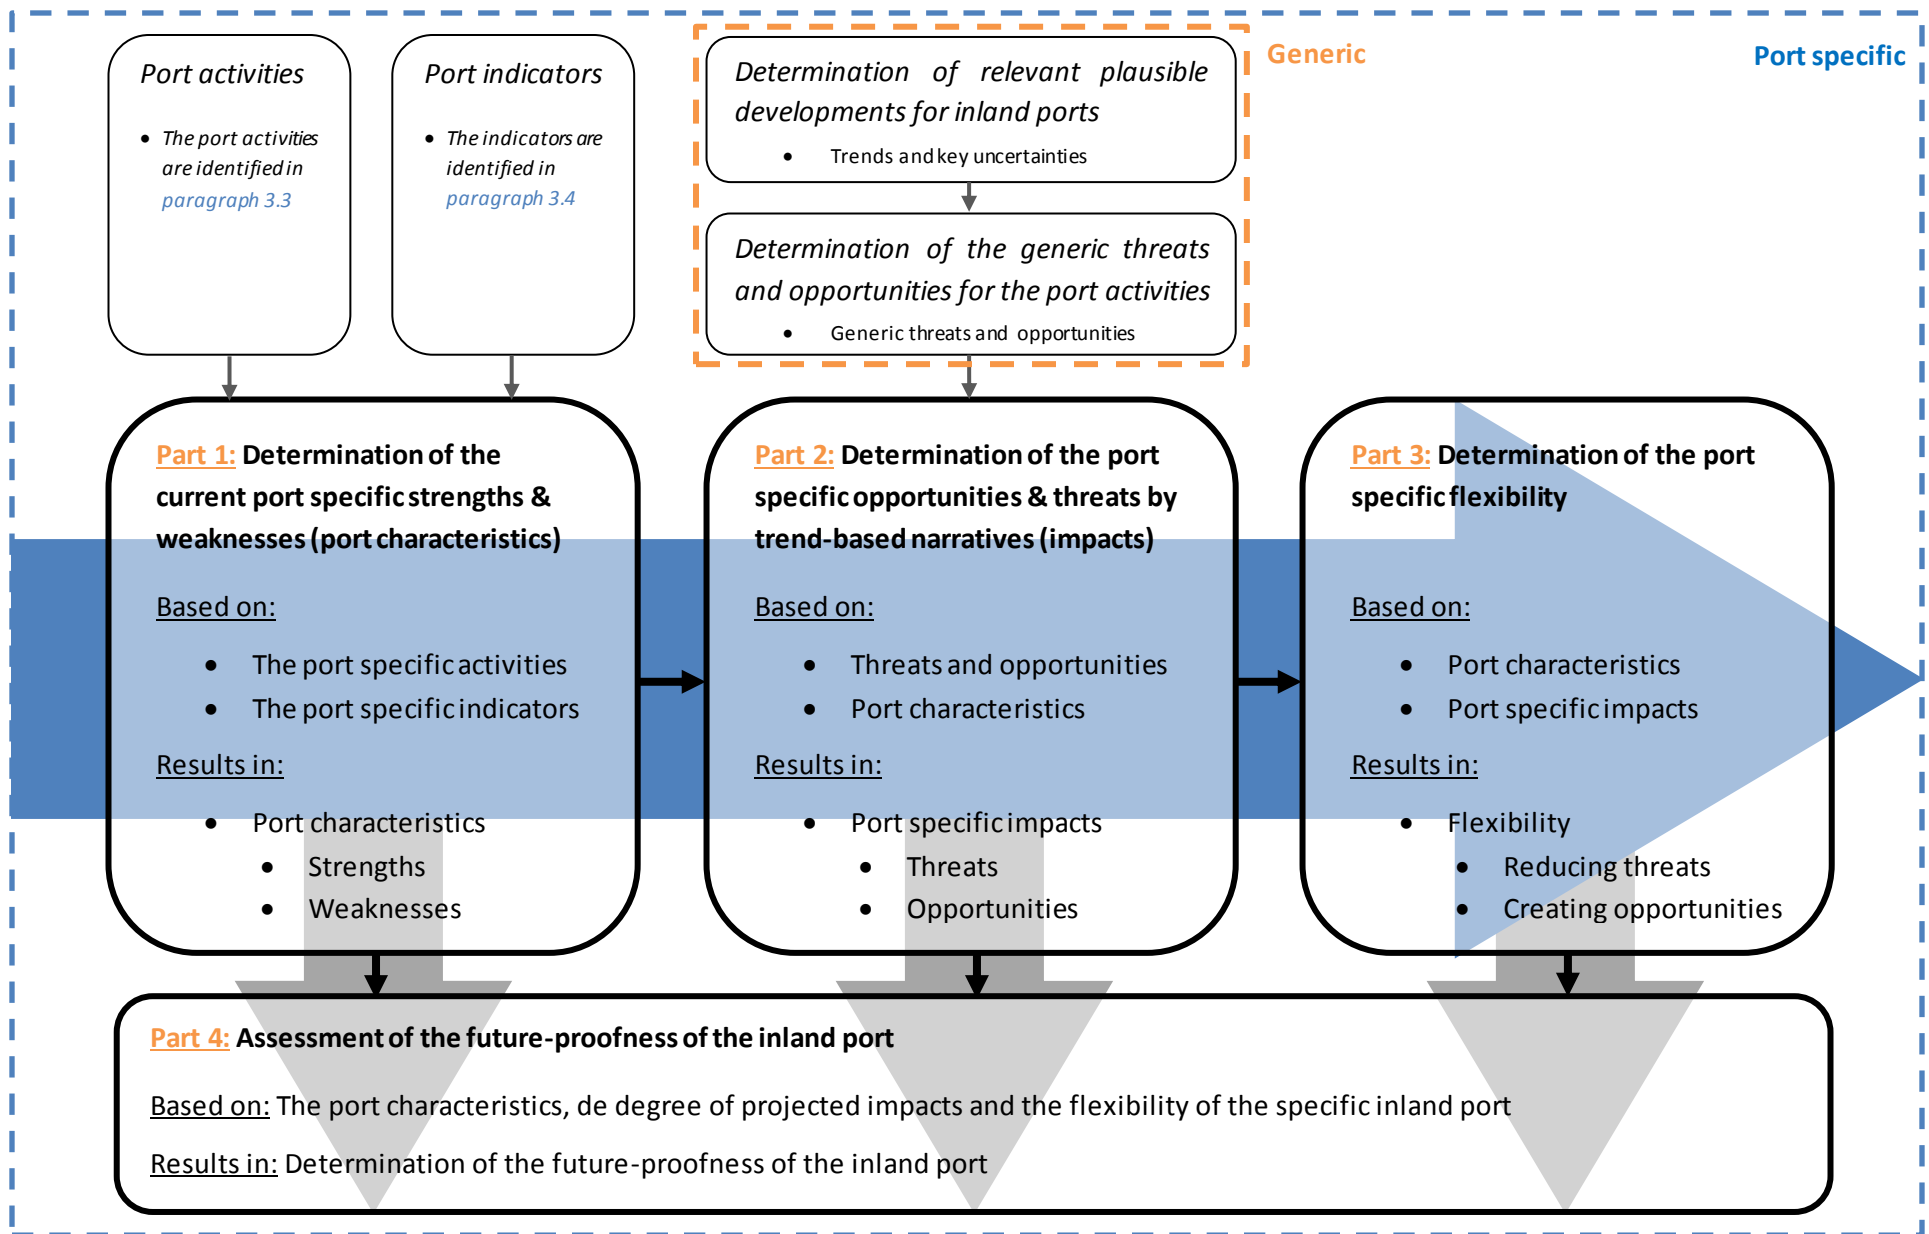 Port activities
• The port activities
are identified in
paragraph 3.3
Port indicators
• The indicators are
identified in
paragraph 3.4
Determination of relevant plausible
developments for inland ports
• Trends and key uncertainties
Generic
Port specific
Determination of the generic threats
and opportunities for the port activities
• Generic threats and opportunities
Part 1: Determination of the
current port specific strengths &
weaknesses (port characteristics)
Based on:
• The port specific activities
• The port specific indicators
Results in:
• Port characteristics
• Strengths
• Weaknesses
Part 2: Determination of the port
specific opportunities & threats by
trend-based narratives (impacts)
Based on:
• Threats and opportunities
• Port characteristics
Results in:
• Port specific impacts
• Threats
• Opportunities
Part 3: Determination of the port
specific flexibility
Based on:
• Port characteristics
• Port specific impacts
Results in:
• Flexibility
• Reducing threats
• Creating opportunities
Part 4: Assessment of the future-proofness of the inland port
Based on: The port characteristics, de degree of projected impacts and the flexibility of the specific inland port
Results in: Determination of the future-proofness of the inland port